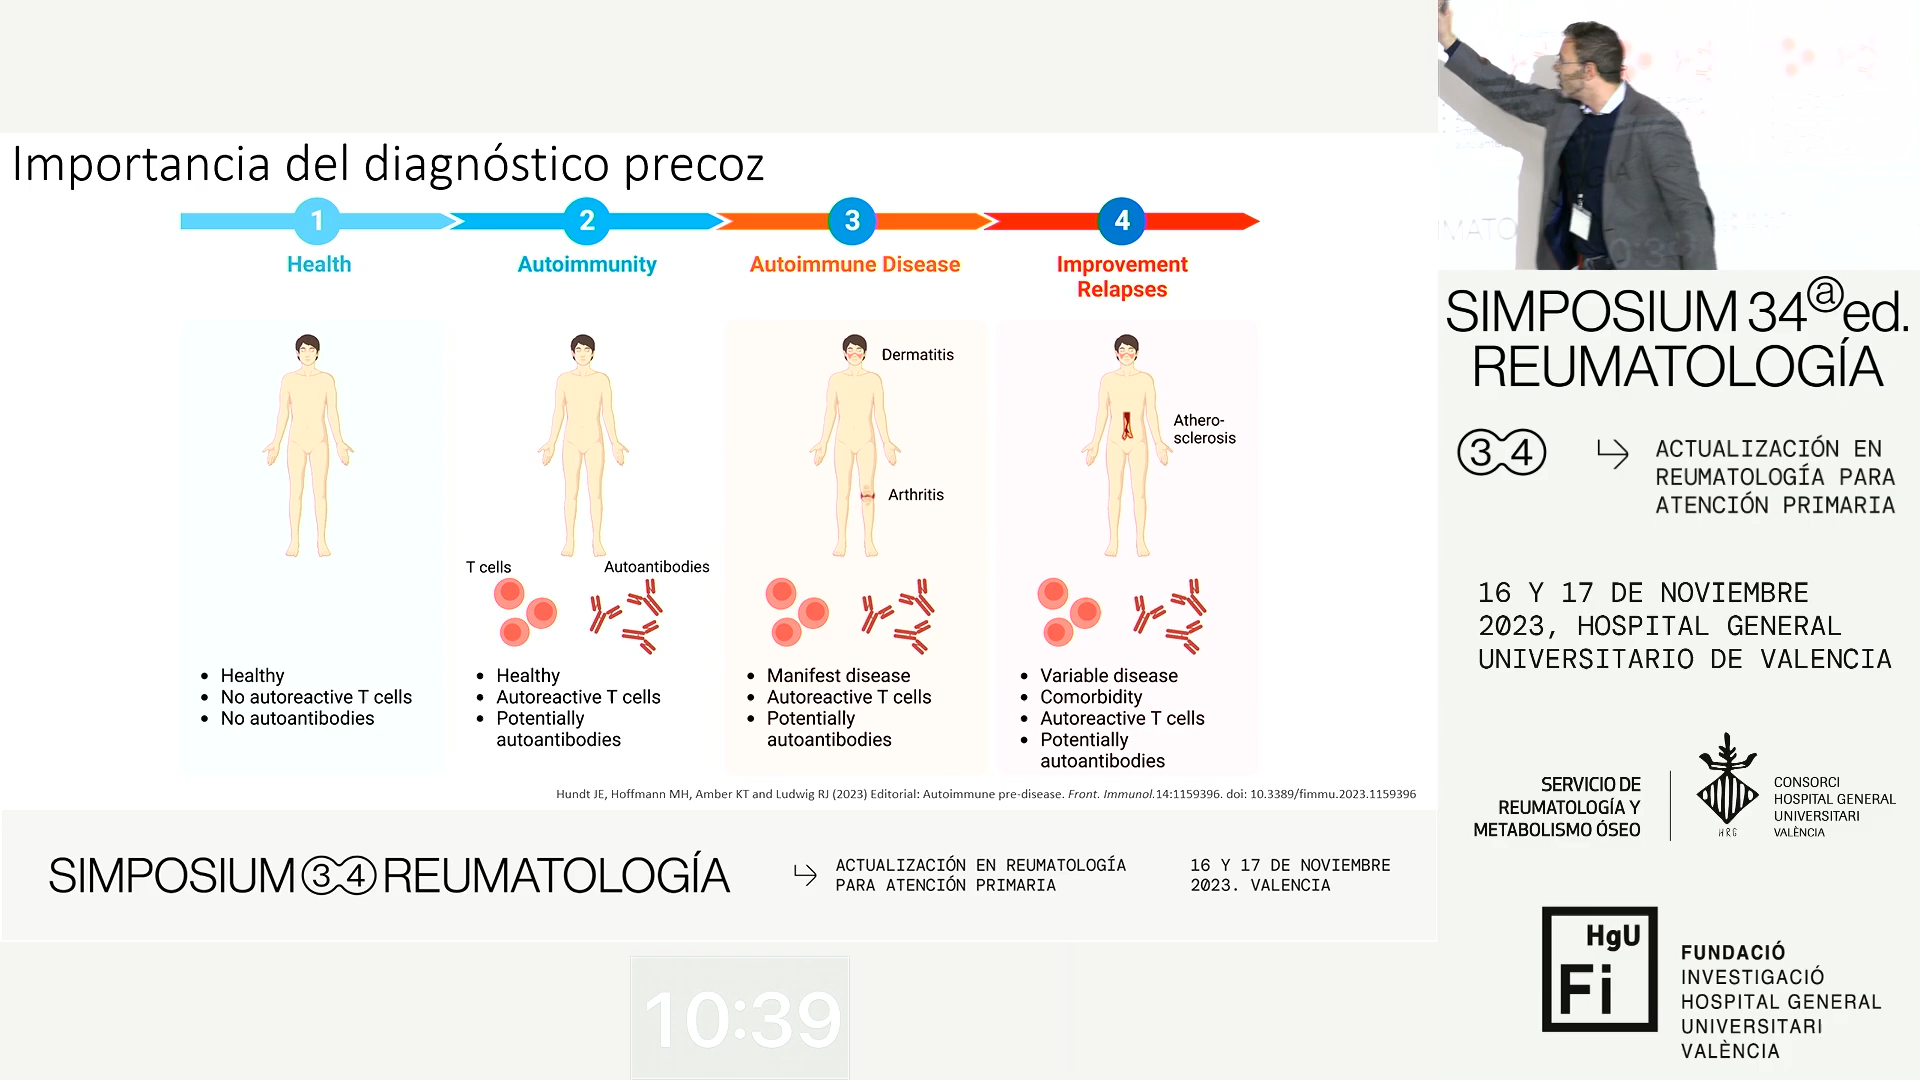 Importancia del diagnóstico precoz
1
2
3
4
Health
Autoimmunity
Autoimmune Disease
Improvement
Relapses
Dermatitis
Arthritis
Athero-
sclerosis
T cells
Autoantibodies
• Healthy
• No autoreactive T cells
• No autoantibodies
• Healthy
• Autoreactive T cells
• Potentially
autoantibodies
• Manifest disease
• Autoreactive T cells
• Potentially
autoantibodies
• Variable disease
• Comorbidity
• Autoreactive T cells
• Potentially
autoantibodies
Hundt JE, Hoffmann MH, Amber KT and Ludwig RJ (2023) Editorial: Autoimmune pre-disease. Front. Immunol.14:1159396. doi: 10.3389/fimmu.2023.1159396
SIMPOSIUM 34 REUMATOLOGÍA
ACTUALIZACIÓN EN REUMATOLOGÍA
PARA ATENCIÓN PRIMARIA
16 Y 17 DE NOVIEMBRE
2023. VALENCIA
10:39
SIMPOSIUM 34ª ed.
REUMATOLOGÍA
34
ACTUALIZACIÓN EN
REUMATOLOGÍA PARA
ATENCIÓN PRIMARIA
16 Y 17 DE NOVIEMBRE
2023, HOSPITAL GENERAL
UNIVERSITARIO DE VALENCIA
SERVICIO DE
REUMATOLOGÍA Y
METABOLISMO ÓSEO
HRG
CONSORCI
HOSPITAL GENERAL
UNIVERSITARI
VALÈNCIA
HgU
Fi
FUNDACIÓ
INVESTIGACIÓ
HOSPITAL GENERAL
UNIVERSITARI
VALÈNCIA